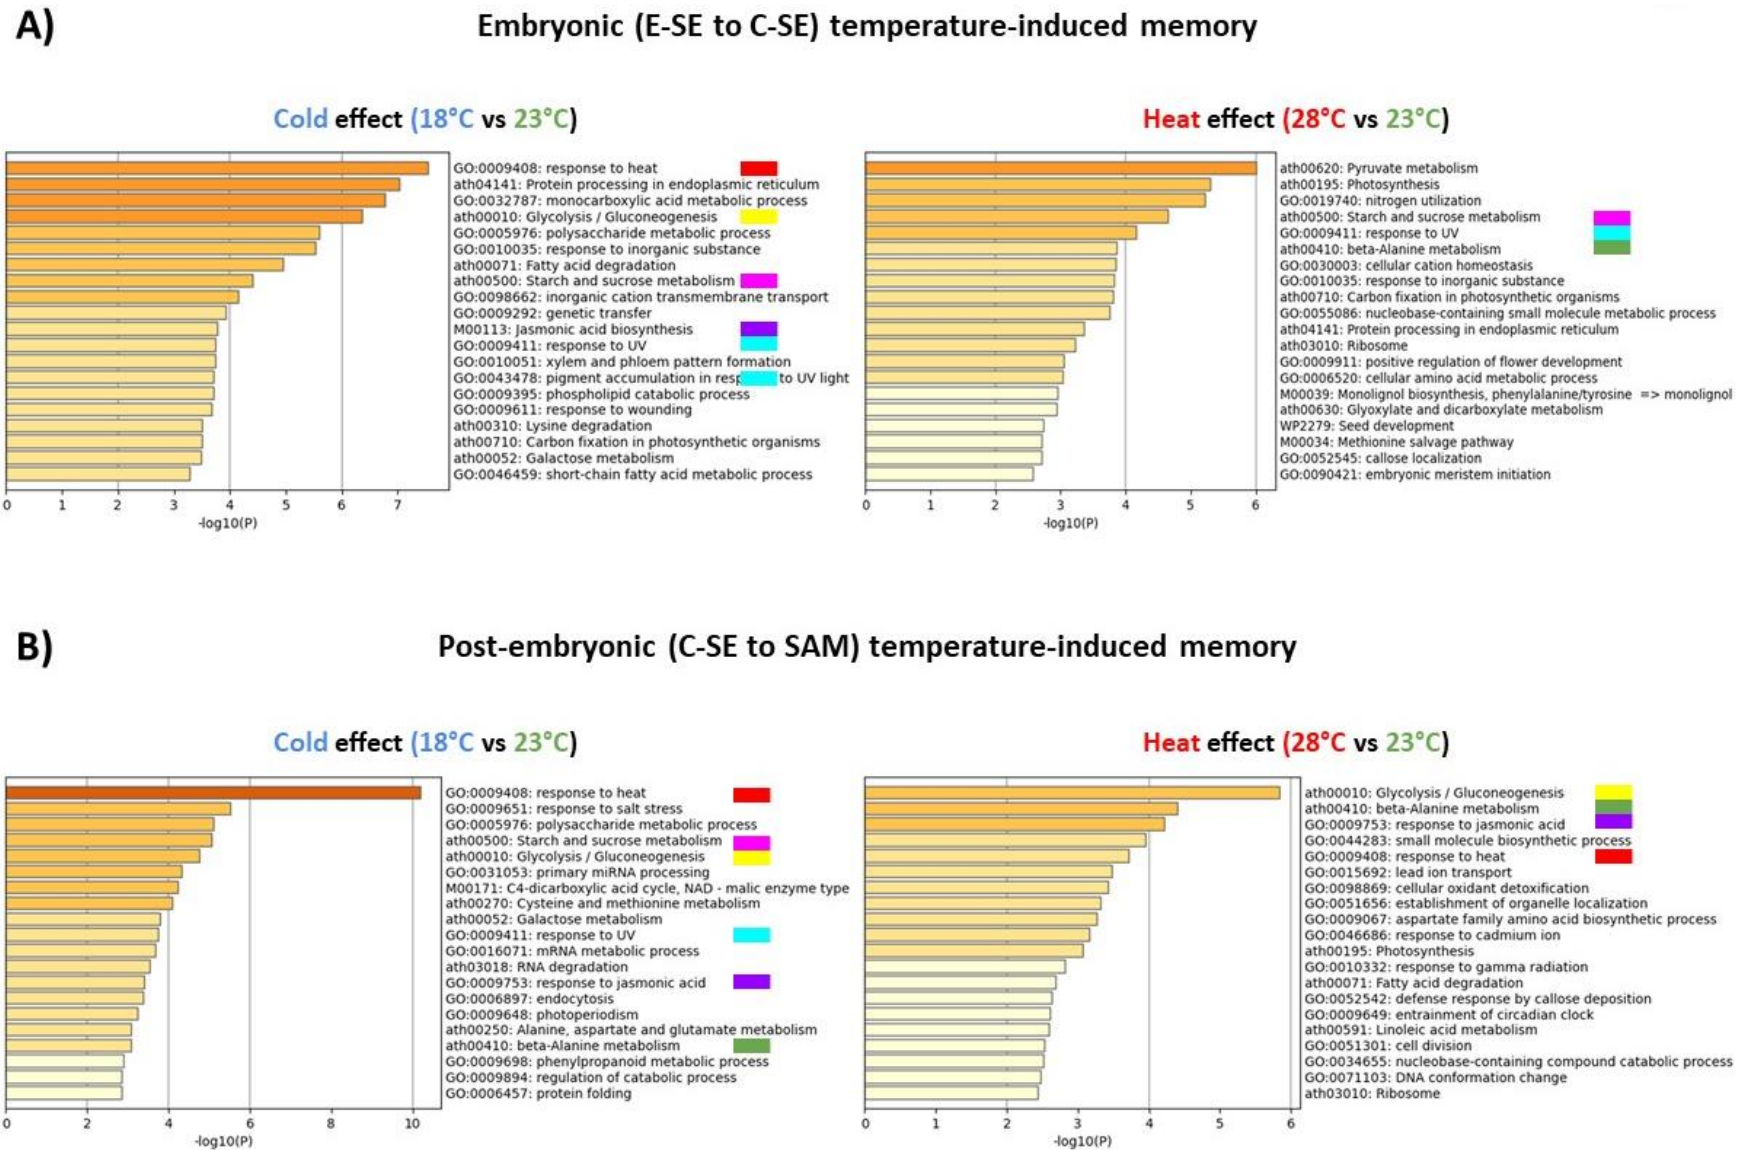 A)
Embryonic (E-SE to C-SE) temperature-induced memory
Cold effect (18°C vs 23°C)
GO:0009408: response to heat
ath04141: Protein processing in endoplasmic reticulum
GO:0032787: monocarboxylic acid metabolic process
ath00010: Glycolysis / Gluconeogenesis
GO:0005976: polysaccharide metabolic process
GO:0010035: response to inorganic substance
ath00071: Fatty acid degradation
ath00500: Starch and sucrose metabolism
GO:0098662: inorganic cation transmembrane transport
GO:0009292: genetic transfer
M00113: Jasmonic acid biosynthesis
GO:0009411: response to UV
GO:0010051: xylem and phloem pattern formation
GO:0043478: pigment accumulation in resp to UV light
GO:0009395: phospholipid catabolic process
GO:0009611: response to wounding
ath00310: Lysine degradation
ath00710: Carbon fixation in photosynthetic organisms
ath00052: Galactose metabolism
GO:0046459: short-chain fatty acid metabolic process
0 1 2 3 4 5 6 7
-log10(P)
Heat effect (28°C vs 23°C)
ath00620: Pyruvate metabolism
ath00195: Photosynthesis
GO:0019740: nitrogen utilization
ath00500: Starch and sucrose metabolism
GO:0009411: response to UV
ath00410: beta-Alanine metabolism
GO:0030003: cellular cation homeostasis
GO:0010035: response to inorganic substance
ath00710: Carbon fixation in photosynthetic organisms
GO:0055086: nucleobase-containing small molecule metabolic process
ath04141: Protein processing in endoplasmic reticulum
ath03010: Ribosome
GO:0009911: positive regulation of flower development
GO:0006520: cellular amino acid metabolic process
M00039: Monolignol biosynthesis, phenylalanine/tyrosine => monolignol
ath00630: Glyoxylate and dicarboxylate metabolism
WP2279: Seed development
M00034: Methionine salvage pathway
GO:0052545: callose localization
GO:0090421: embryonic meristem initiation
0 1 2 3 4 5 6
-log10(P)
B)
Post-embryonic (C-SE to SAM) temperature-induced memory
Cold effect (18°C vs 23°C)
GO:0009408: response to heat
GO:0009651: response to salt stress
GO:0005976: polysaccharide metabolic process
ath00500: Starch and sucrose metabolism
ath00010: Glycolysis / Gluconeogenesis
GO:0031053: primary miRNA processing
M00171: C4-dicarboxylic acid cycle, NAD - malic enzyme type
ath00270: Cysteine and methionine metabolism
ath00052: Galactose metabolism
GO:0009411: response to UV
GO:0016071: mRNA metabolic process
ath03018: RNA degradation
GO:0009753: response to jasmonic acid
GO:0006897: endocytosis
GO:0009648: photoperiodism
ath00250: Alanine, aspartate and glutamate metabolism
ath00410: beta-Alanine metabolism
GO:0009698: phenylpropanoid metabolic process
GO:0009894: regulation of catabolic process
GO:0006457: protein folding
0 2 4 6 8 10
-log10(P)
Heat effect (28°C vs 23°C)
ath00010: Glycolysis / Gluconeogenesis
ath00410: beta-Alanine metabolism
GO:0009753: response to jasmonic acid
GO:0044283: small molecule biosynthetic process
GO:0009408: response to heat
GO:0015692: lead ion transport
GO:0098869: cellular oxidant detoxification
GO:0051656: establishment of organelle localization
GO:0009067: aspartate family amino acid biosynthetic process
GO:0046686: response to cadmium ion
ath00195: Photosynthesis
GO:0010332: response to gamma radiation
ath00071: Fatty acid degradation
GO:0052542: defense response by callose deposition
GO:0009649: entrainment of circadian clock
ath00591: Linoleic acid metabolism
GO:0051301: cell division
GO:0034655: nucleobase-containing compound catabolic process
GO:0071103: DNA conformation change
ath03010: Ribosome
0 1 2 3 4 5 6
-log10(P)